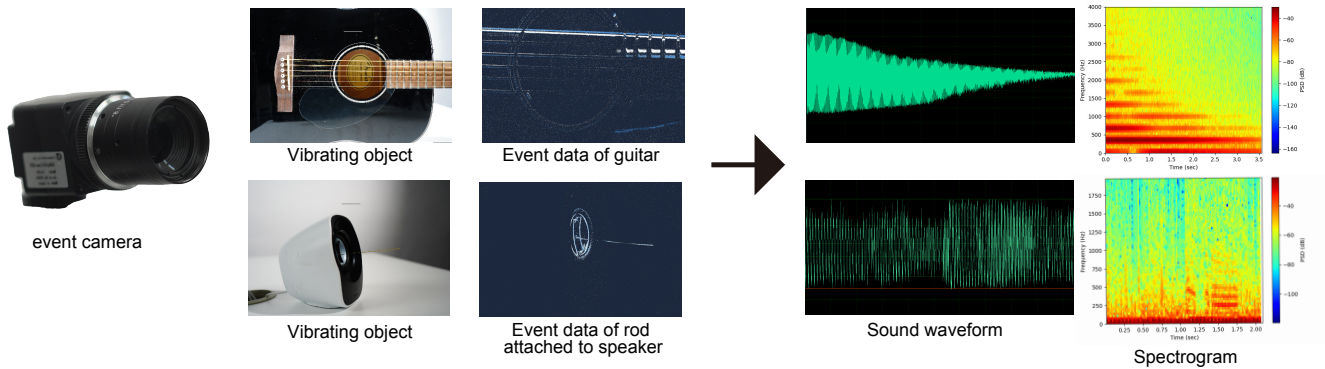 event camera
Vibrating object
Event data of guitar
Vibrating object
Event data of rod
attached to speaker
Sound waveform
4000
3500
3000
2500
2000
1500
1000
500
0
Frequency (Hz)
0.0 0.5 1.0 1.5 2.0 2.5 3.0 3.5
Time (sec)
−40
−60
−80
−100
−120
−140
−160
PSD (dB)
1750
1500
1250
1000
750
500
250
0
Frequency (Hz)
0.25 0.50 0.75 1.00 1.25 1.50 1.75 2.00
Time (sec)
−40
−60
−80
−100
PSD (dB)
Spectrogram